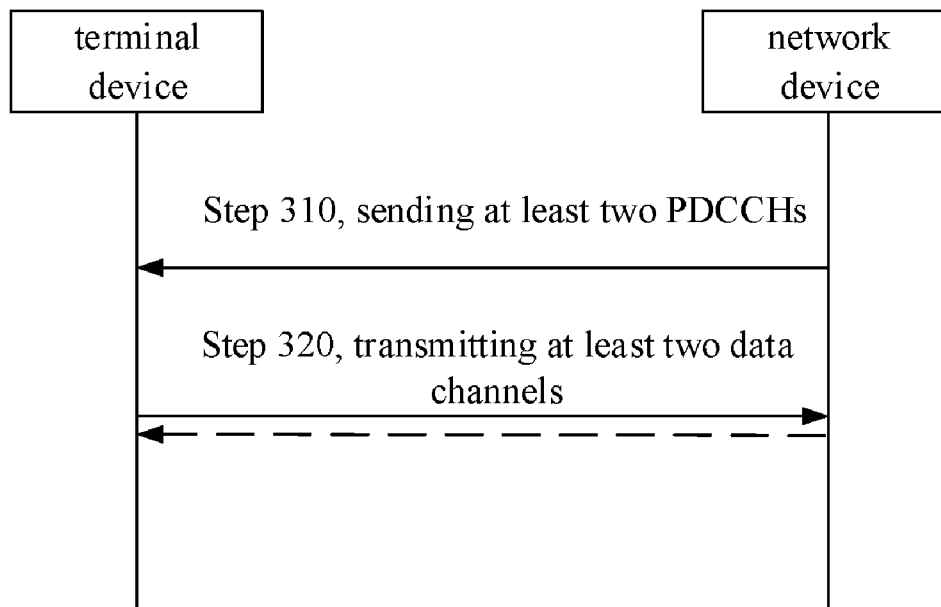 terminal
device
network
device
Step 310, sending at least two PDCCHs
Step 320, transmitting at least two data
channels